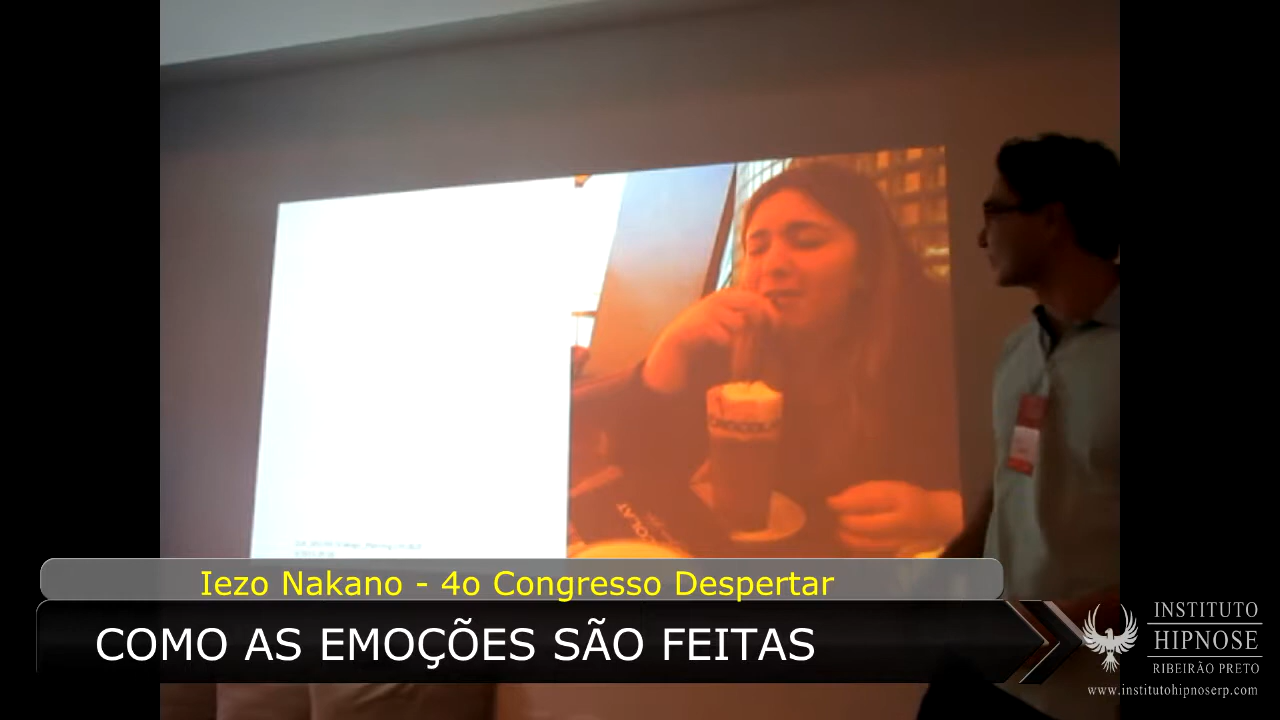 Iezo Nakano - 4o Congresso Despertar
COMO AS EMOÇÕES SÃO FEITAS
INSTITUTO
HIPNOSE
RIBEIRÃO PRETO
www.institutohipnoserp.com